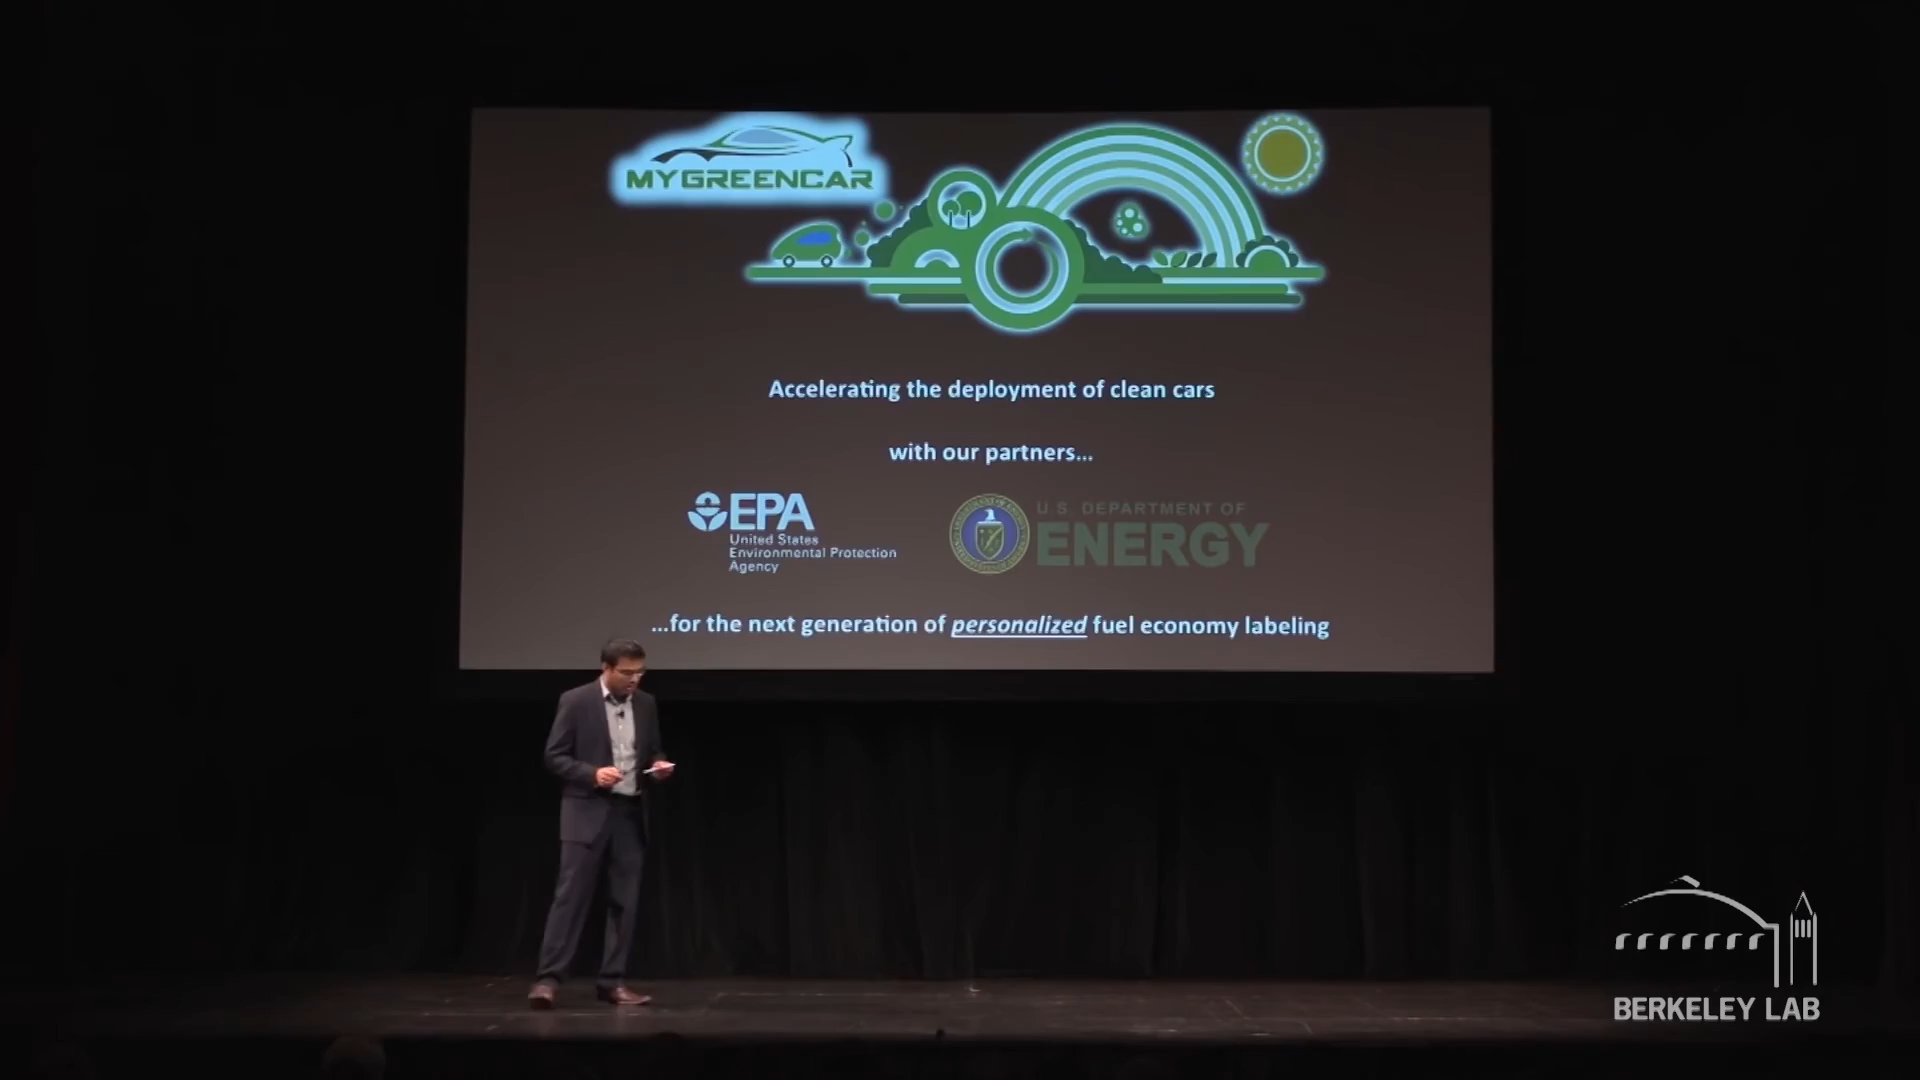 MYGREENCAR
Accelerating the deployment of clean cars
with our partners...
EPA
United States
Environmental Protection
Agency
U.S. DEPARTMENT OF
ENERGY
...for the next generation of personalized fuel economy labeling
BERKELEY LAB